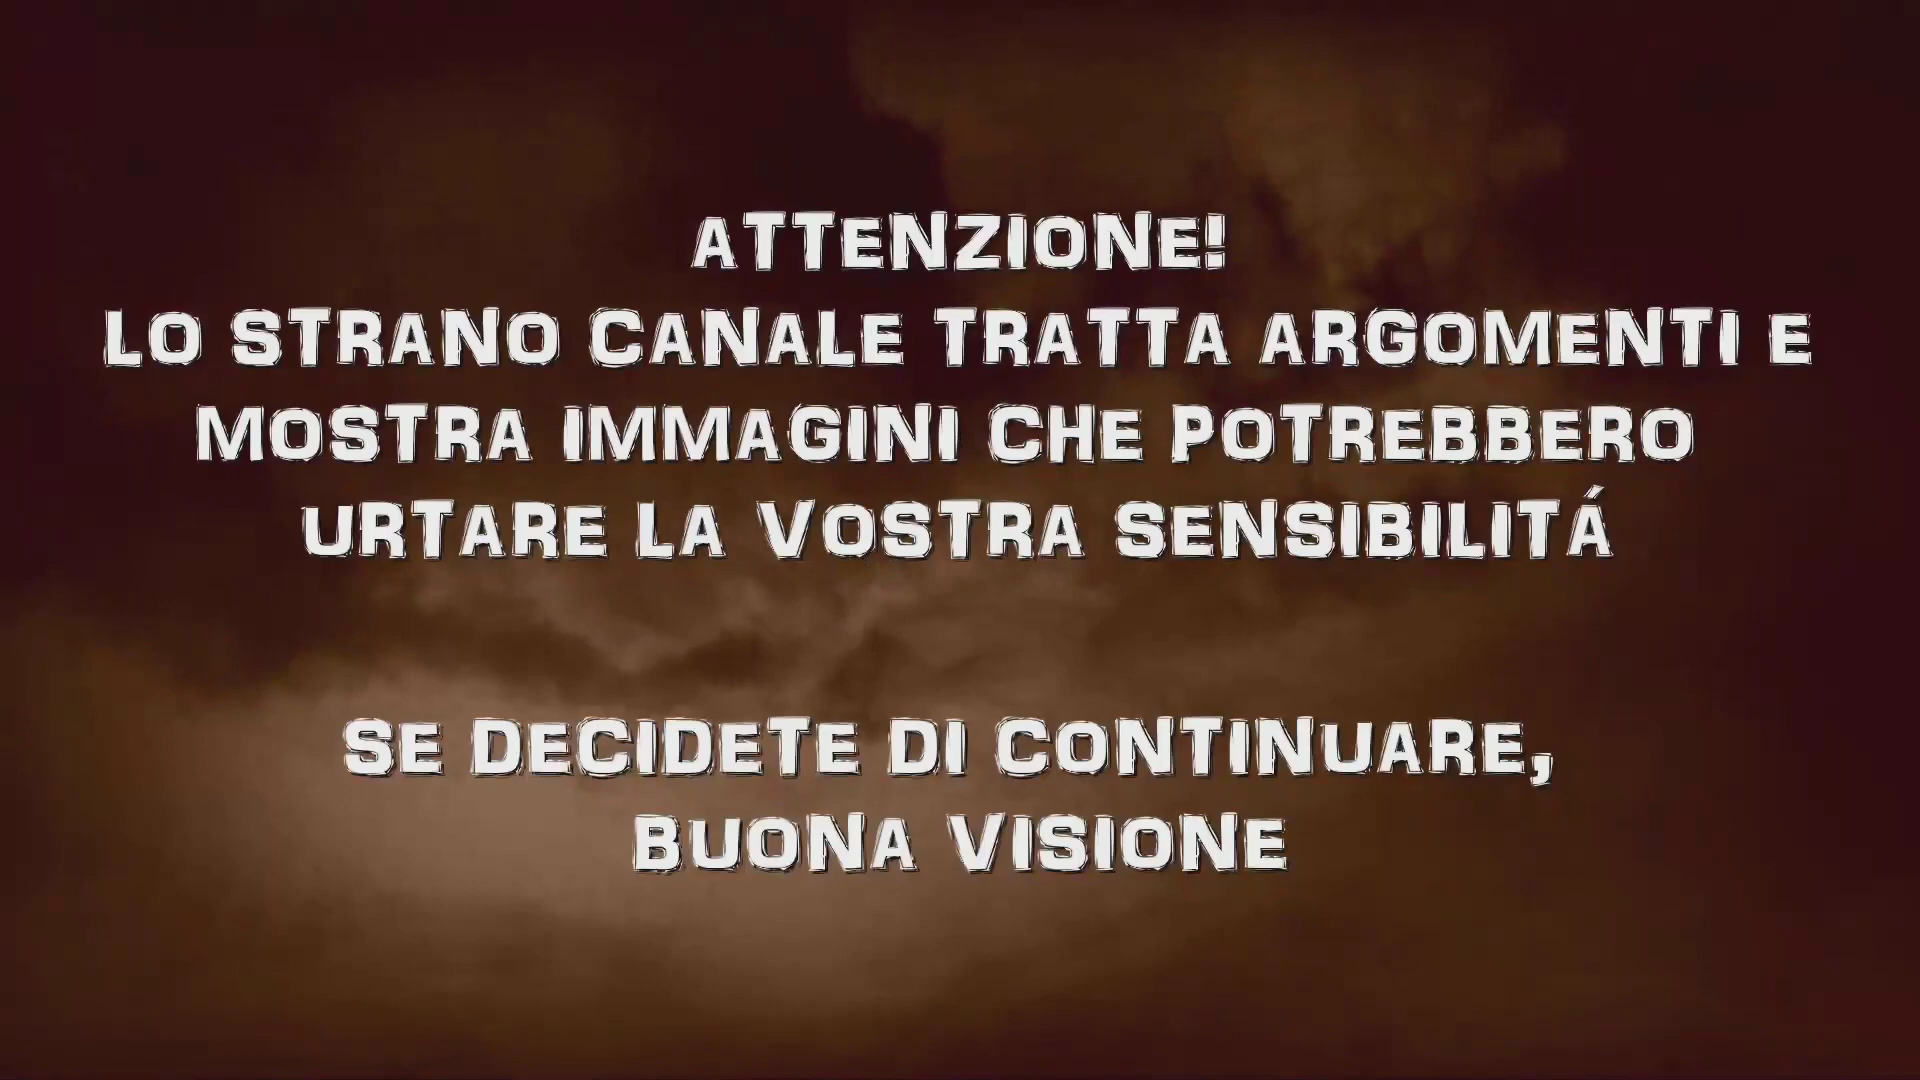 ATTENZIONE!
LO STRANO CANALE TRATTA ARGOMENTI E
MOSTRA IMMAGINI CHE POTREBBERO
URTARE LA VOSTRA SENSIBILITÁ
SE DECIDETE DI CONTINUARE,
BUONA VISIONE